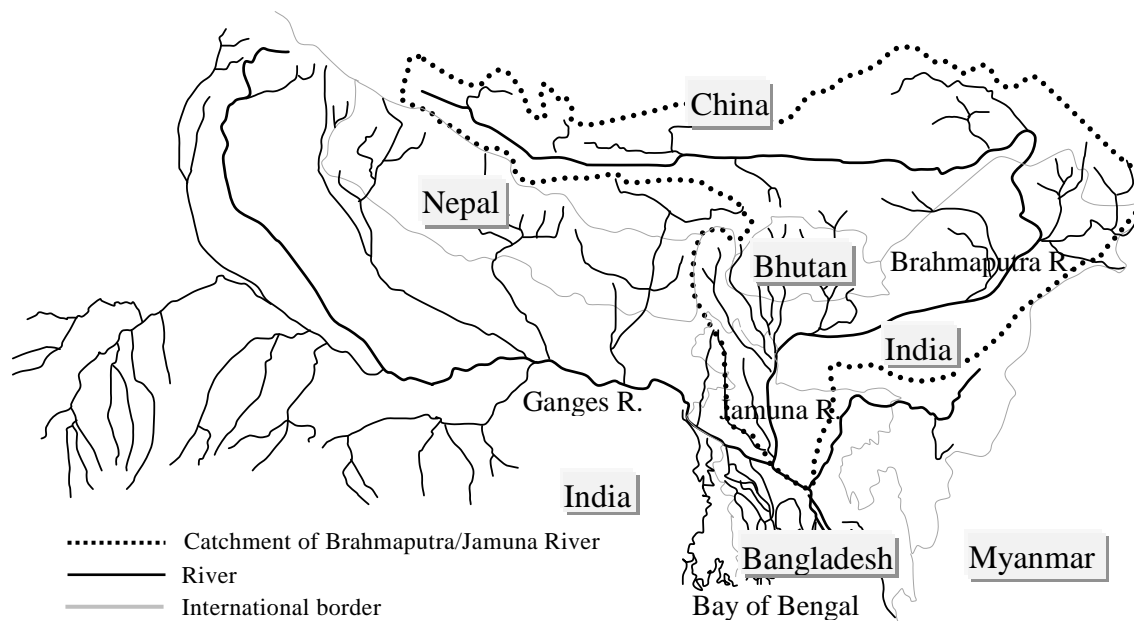 China
Nepal
Bhutan
Brahmaputra R.
India
Ganges R.
Jamuna R.
India
Catchment of Brahmaputra/Jamuna River
Bangladesh
Myanmar
River
International border
Bay of Bengal